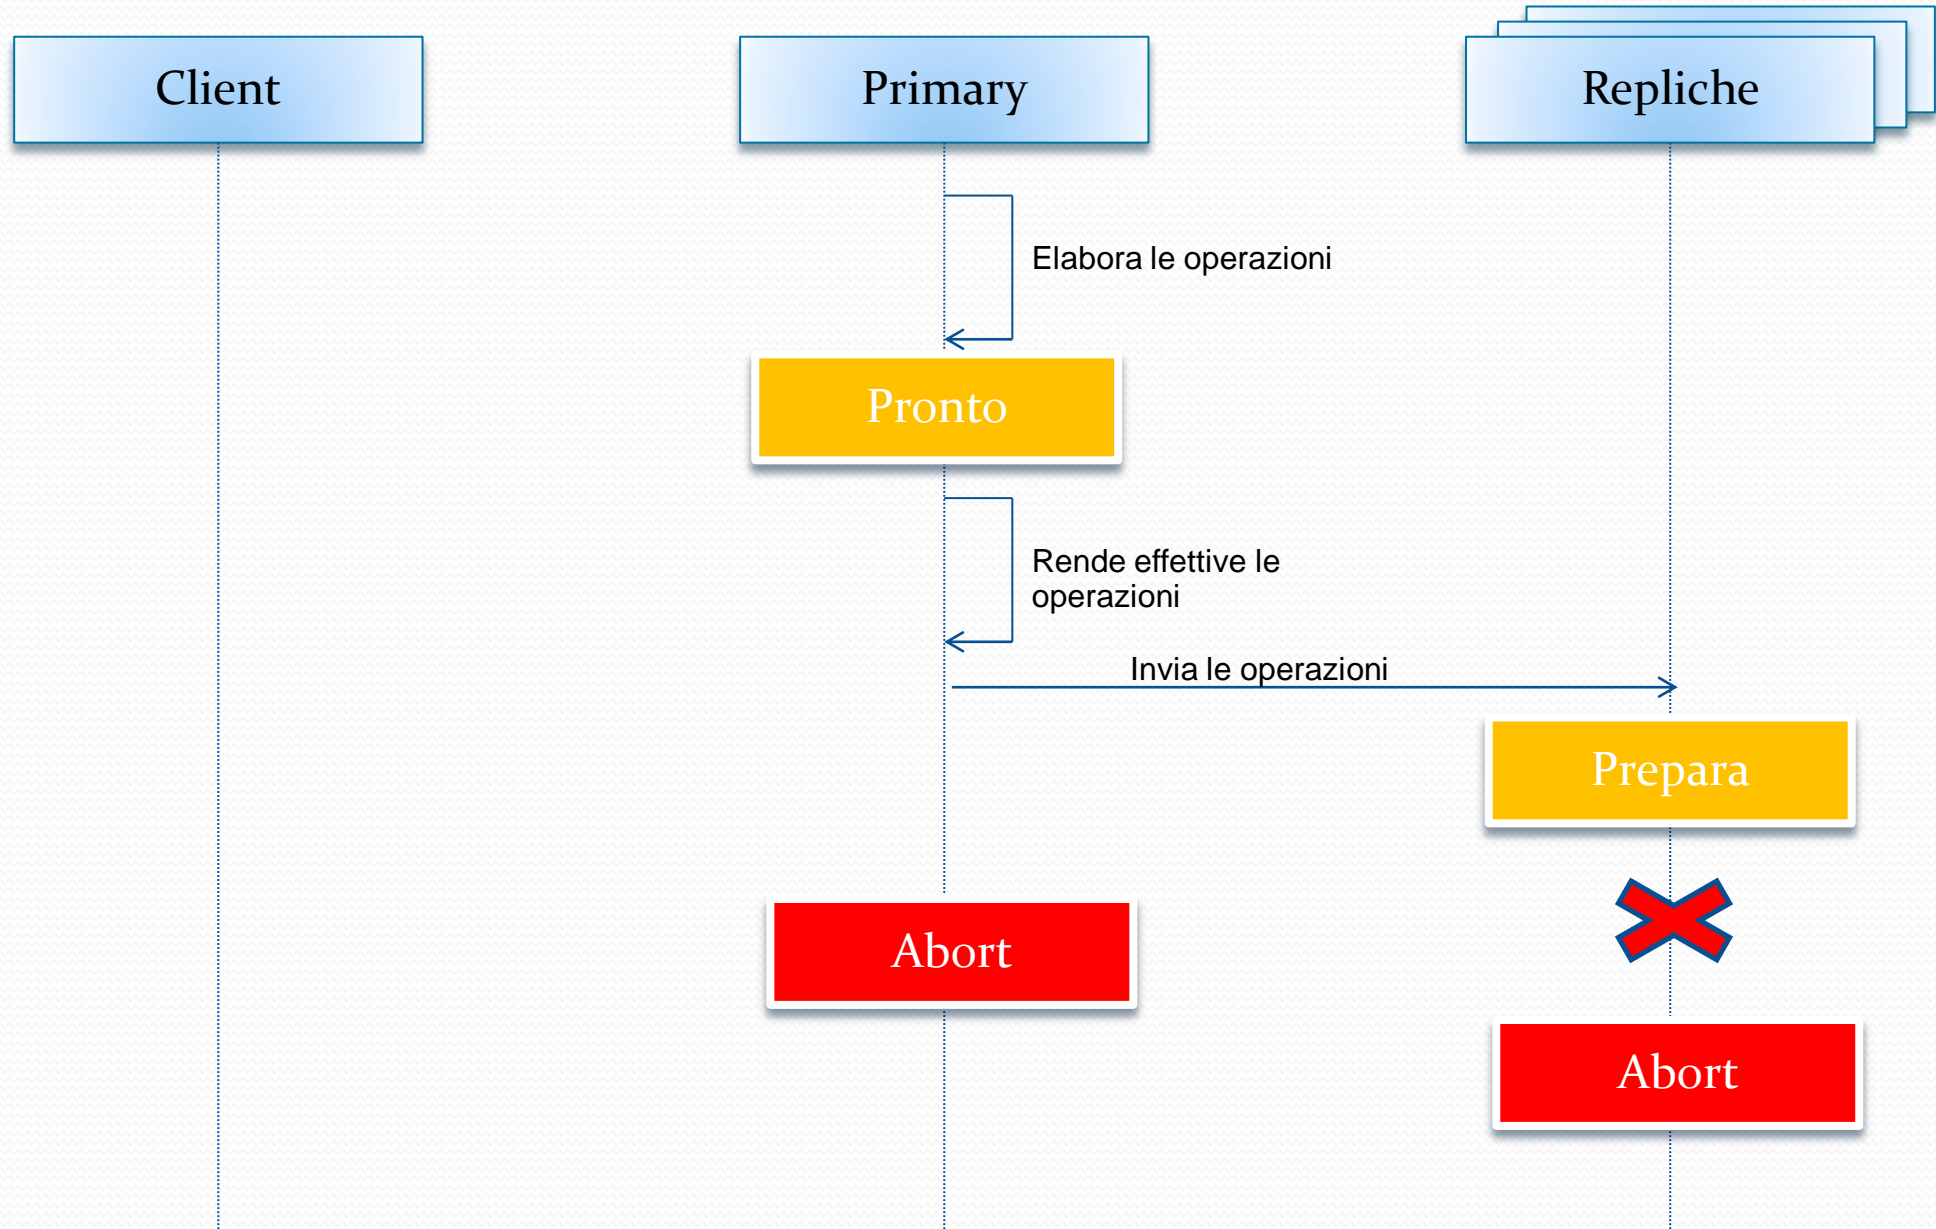 Client
Primary
Repliche
Elabora le operazioni
Pronto
Rende effettive le
operazioni
Invia le operazioni
Prepara
Abort
Abort